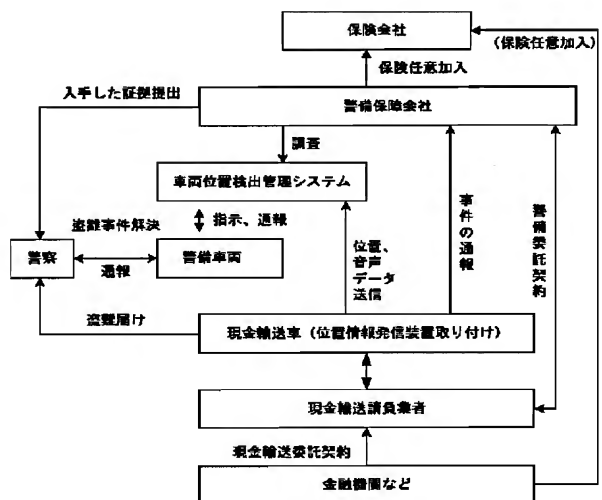 保険会社
(保険任意加入)
保険任意加入
入手した証拠提出
警備保障会社
調査
車両位置検出管理システム
指示、通報
盗難事件解決
警察
通報
警備車両
位置、
音声
データ
送信
事件の通報
警備委託契約
盗難届け
現金輸送車(位置情報発信装置取り付け)
現金輸送請負業者
現金輸送委託契約
金融機関など